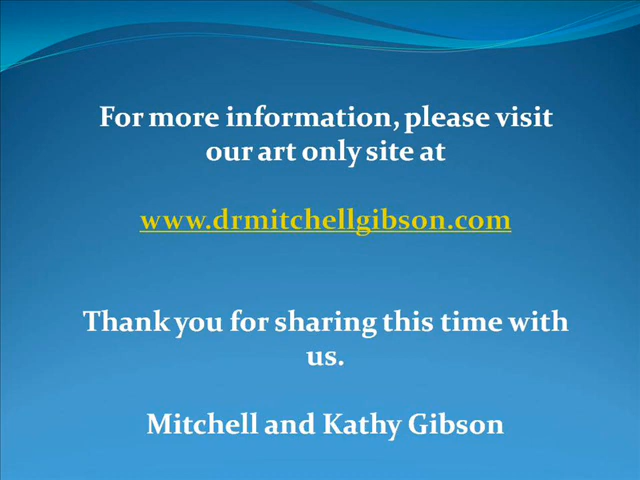 For more information, please visit
our art only site at
www.drmitchellgibson.com
Thank you for sharing this time with
us.
Mitchell and Kathy Gibson